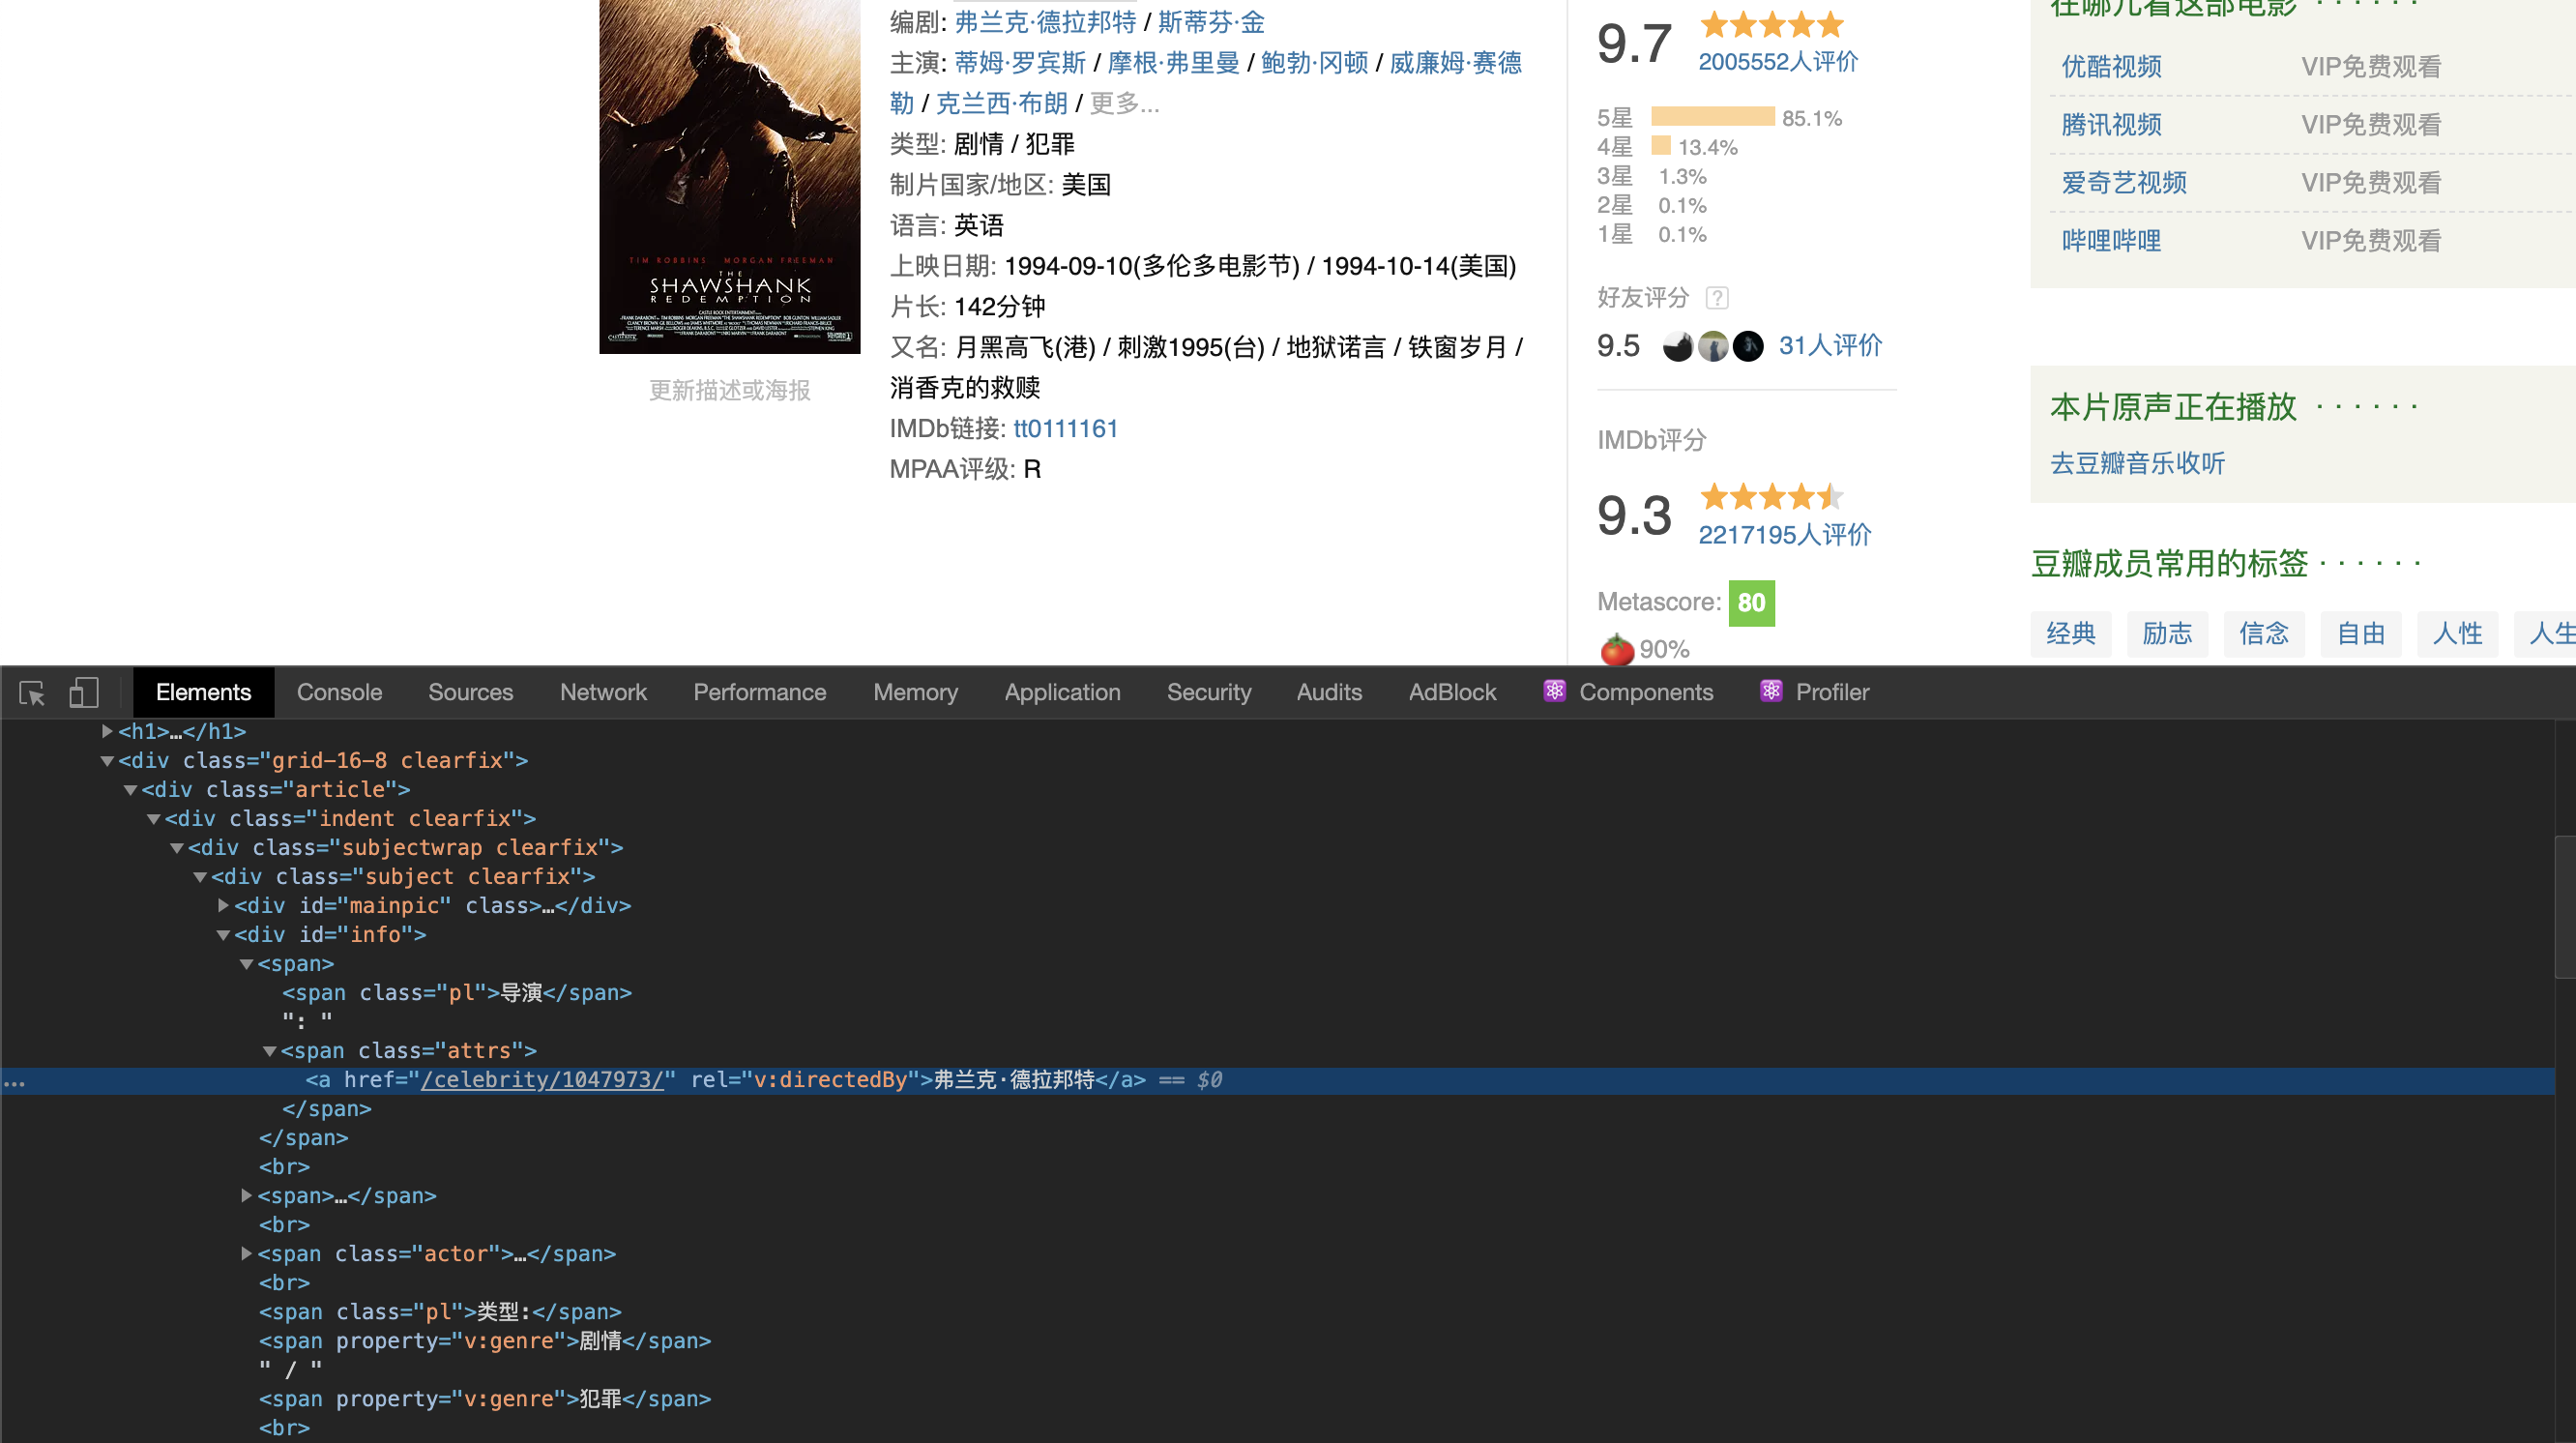 编剧: 弗兰克·德拉邦特 / 斯蒂芬·金
主演: 蒂姆·罗宾斯 / 摩根·弗里曼 / 鲍勃·冈顿 / 威廉姆·赛德
勒 / 克兰西·布朗 / 更多...
类型: 剧情 / 犯罪
制片国家/地区: 美国
语言: 英语
上映日期: 1994-09-10(多伦多电影节) / 1994-10-14(美国)
片长: 142分钟
又名: 月黑高飞(港) / 刺激1995(台) / 地狱诺言 / 铁窗岁月 /
消香克的救赎
IMDb链接: tt0111161
MPAA评级: R
TIM ROBBINS MORGAN FREEMAN
THE
SHAWSHANK
REDEMPTION
更新描述或海报
9.7
2005552人评价
5星 85.1%
4星 13.4%
3星 1.3%
2星 0.1%
1星 0.1%
好友评分 ?
9.5 31人评价
IMDb评分
9.3
2217195人评价
Metascore: 80
90%
在哪儿看这部电影 · · · · · ·
优酷视频 VIP免费观看
腾讯视频 VIP免费观看
爱奇艺视频 VIP免费观看
哔哩哔哩 VIP免费观看
本片原声正在播放 · · · · · ·
去豆瓣音乐收听
豆瓣成员常用的标签 · · · · · ·
经典 励志 信念 自由 人性 人生
Elements Console Sources Network Performance Memory Application Security Audits AdBlock Components Profiler
<h1>…</h1>
<div class="grid-16-8 clearfix">
<div class="article">
<div class="indent clearfix">
<div class="subjectwrap clearfix">
<div class="subject clearfix">
<div id="mainpic" class>…</div>
<div id="info">
<span>
<span class="pl">导演</span>
": "
<span class="attrs">
... <a href="/celebrity/1047973/" rel="v:directedBy">弗兰克·德拉邦特</a> == $0
</span>
</span>
<br>
<span>…</span>
<br>
<span class="actor">…</span>
<br>
<span class="pl">类型:</span>
<span property="v:genre">剧情</span>
" / "
<span property="v:genre">犯罪</span>
<br>